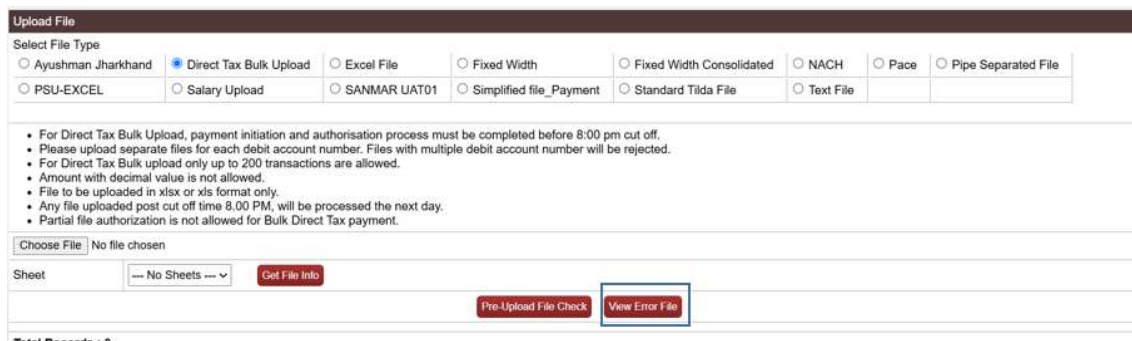 Upload File
Select File Type
Ayushman Jharkhand Direct Tax Bulk Upload Excel File Fixed Width Fixed Width Consolidated NACH Pace Pipe Separated File
PSU-EXCEL Salary Upload SANMAR UAT01 Simplified file_Payment Standard Tilda File Text File
• For Direct Tax Bulk Upload, payment initiation and authorisation process must be completed before 8:00 pm cut off.
• Please upload separate files for each debit account number. Files with multiple debit account number will be rejected.
• For Direct Tax Bulk upload only up to 200 transactions are allowed.
• Amount with decimal value is not allowed.
• File to be uploaded in xlsx or xls format only.
• Any file uploaded post cut off time 8.00 PM, will be processed the next day.
• Partial file authorization is not allowed for Bulk Direct Tax payment.
Choose File No file chosen
Sheet --- No Sheets --- Get File Info
Pre-Upload File Check View Error File